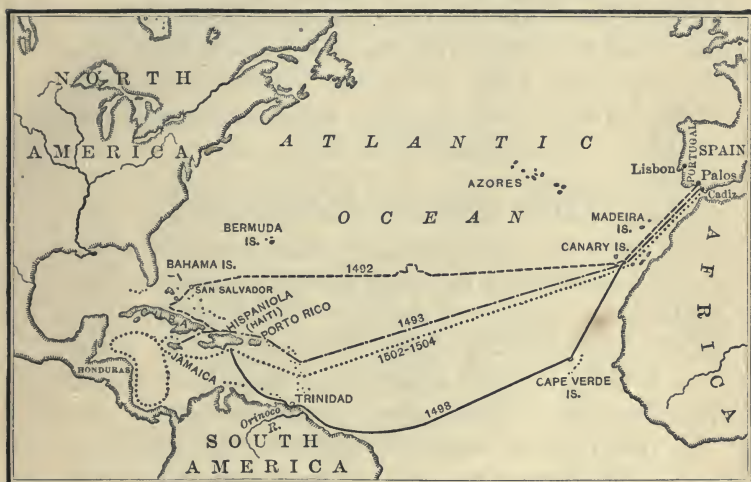 NORTH
AMERICA
ATLANTIC
OCEAN
AZORES
PORTUGAL
SPAIN
Lisbon
Palos
Cadiz
MADEIRA
IS.
CANARY IS.
BERMUDA
IS.
BAHAMA IS.
1492
SAN SALVADOR
CUBA
HISPANIOLA
(HAITI)
PORTO RICO
1493
1502-1504
JAMAICA
HONDURAS
TRINIDAD
1498
CAPE VERDE
IS.
Orinoco
R.
SOUTH
AMERICA
AFRICA